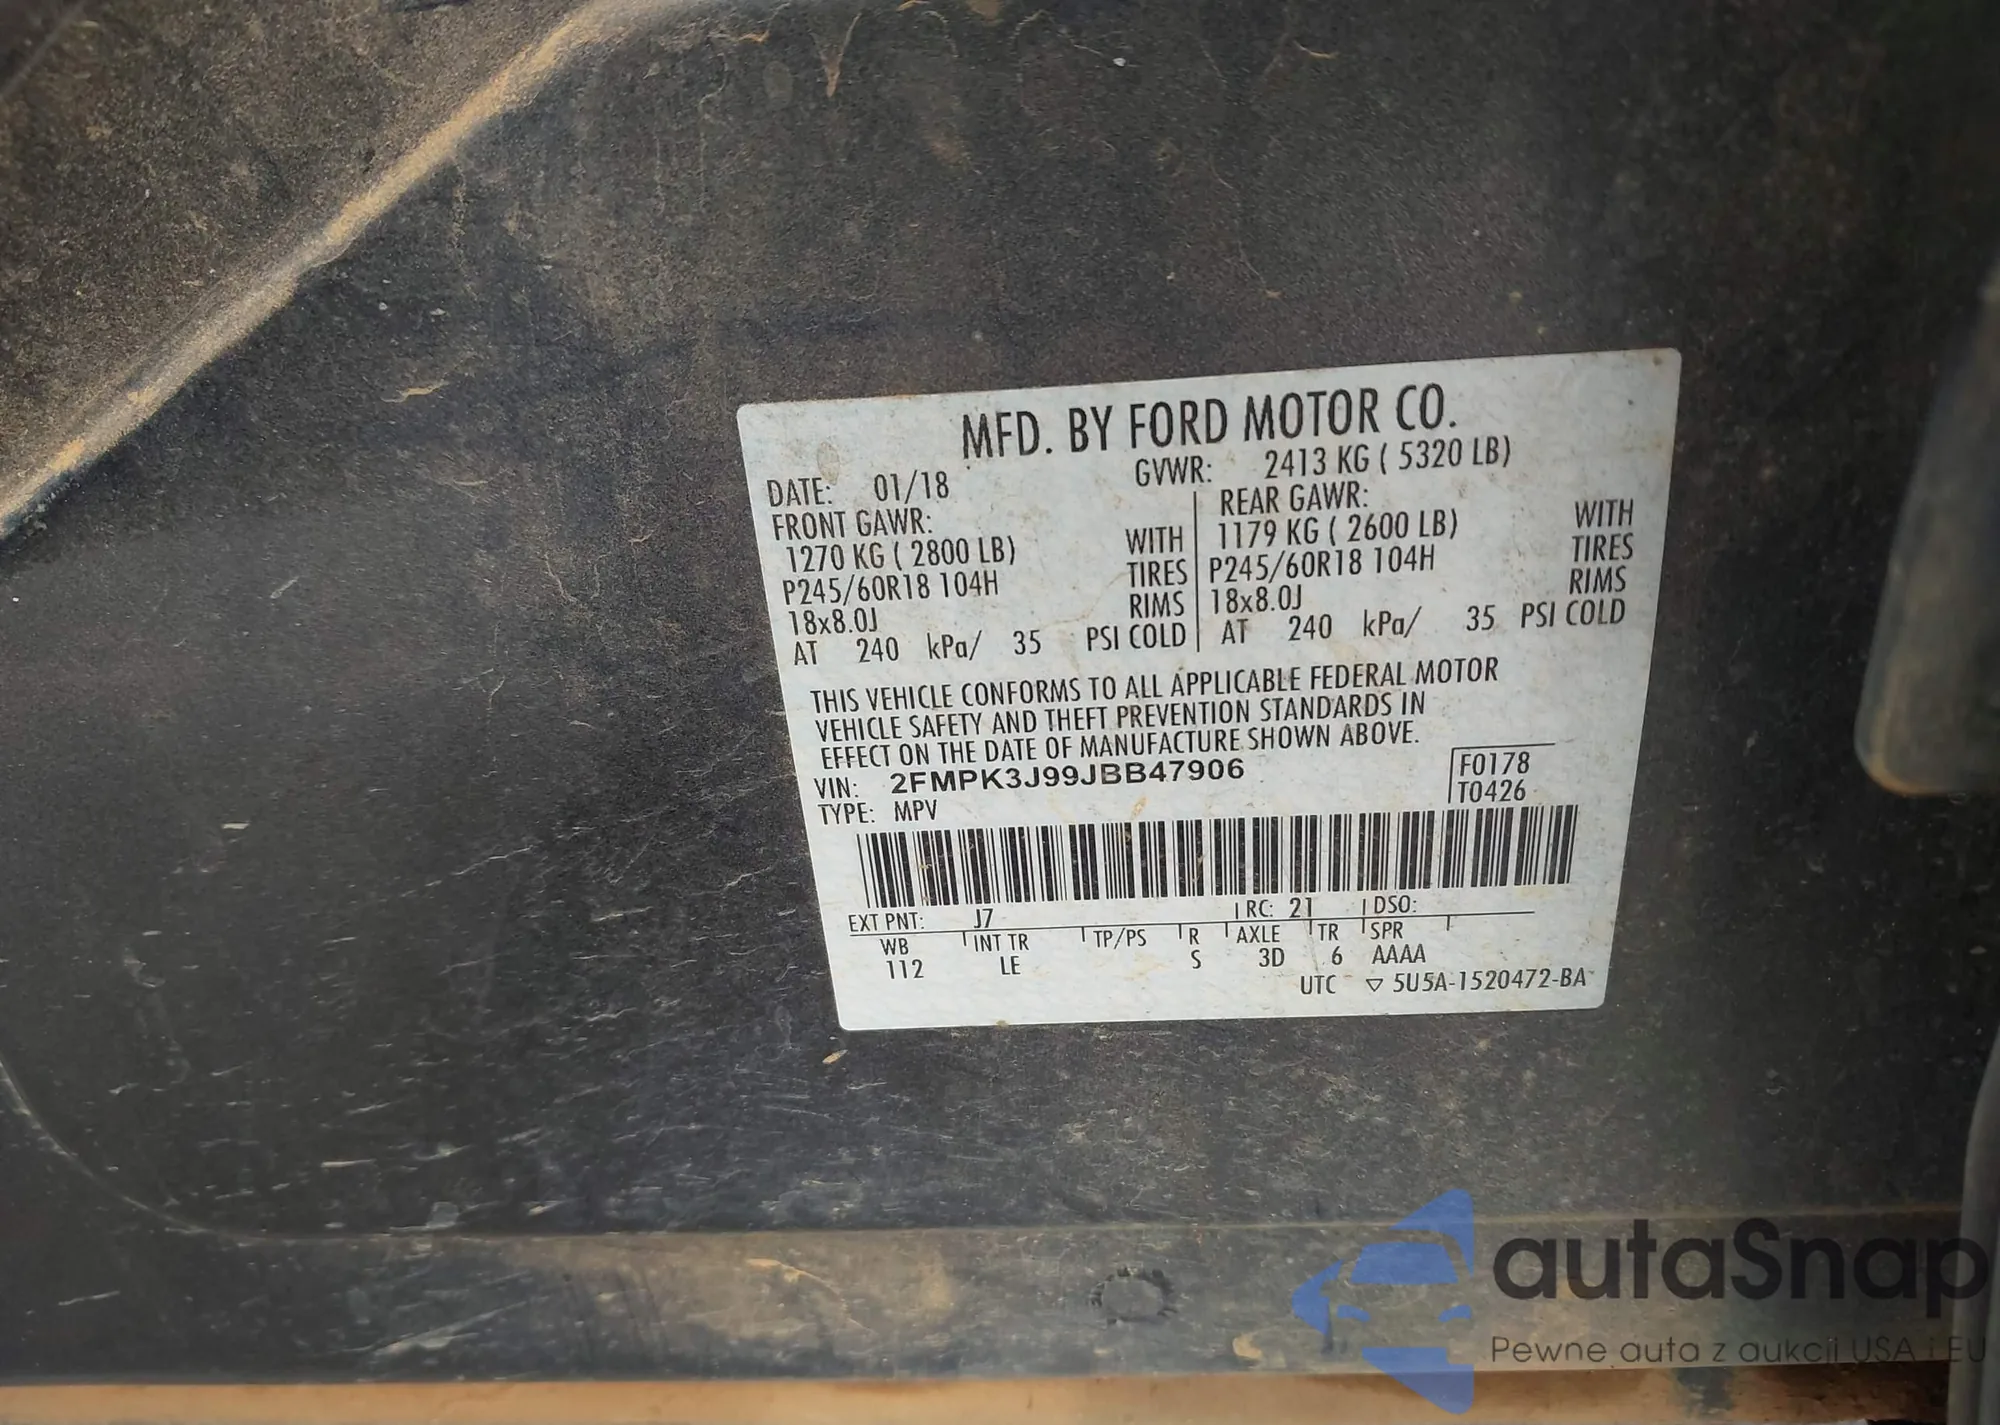 MFD. BY FORD MOTOR CO.
DATE: 01/18 GVWR: 2413 KG ( 5320 LB)
FRONT GAWR: REAR GAWR:
1270 KG ( 2800 LB) WITH 1179 KG ( 2600 LB) WITH
P245/60R18 104H TIRES P245/60R18 104H TIRES
18x8.0J RIMS 18x8.0J RIMS
AT 240 kPa/ 35 PSI COLD AT 240 kPa/ 35 PSI COLD
THIS VEHICLE CONFORMS TO ALL APPLICABLE FEDERAL MOTOR
VEHICLE SAFETY AND THEFT PREVENTION STANDARDS IN
EFFECT ON THE DATE OF MANUFACTURE SHOWN ABOVE.
VIN: 2FMPK3J99JBB47906 F0178
TYPE: MPV T0426
EXT PNT: J7 RC: 21 DSO:
WB INT TR TP/PS R AXLE TR SPR
112 LE S 3D 6 AAAA
UTC ▽ 5U5A-1520472-BA
autaSnap
Pewne auta z aukcji USA i EU